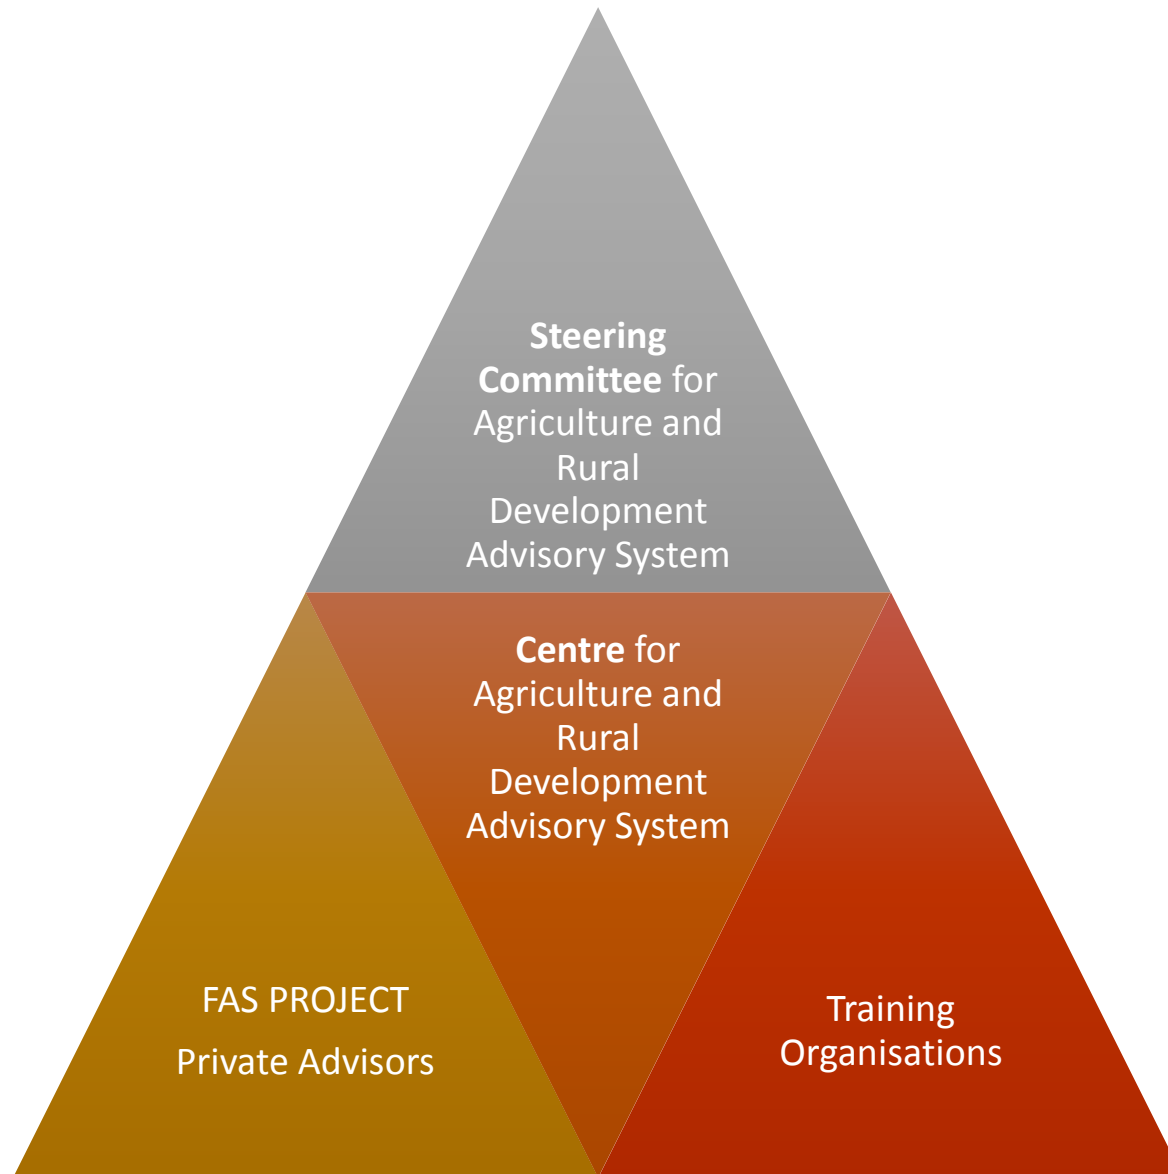 Steering
Committee for
Agriculture and
Rural
Development
Advisory System
Centre for
Agriculture and
Rural
Development
Advisory System
FAS PROJECT
Private Advisors
Training
Organisations